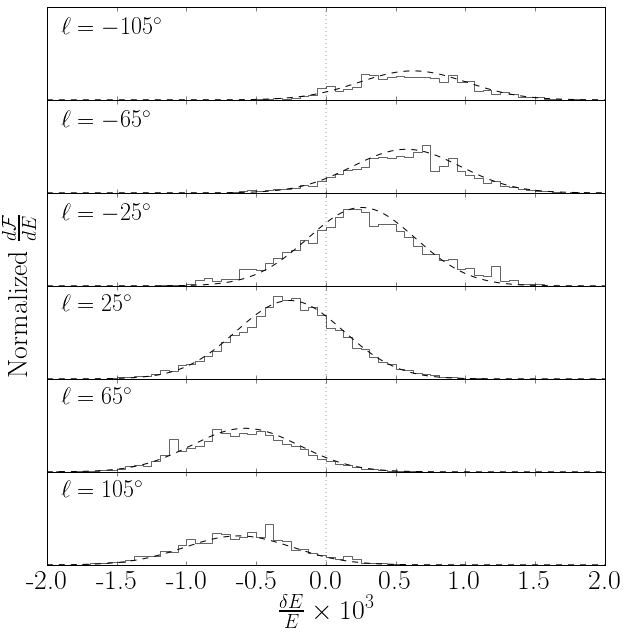 ℓ = −105°
ℓ = −65°
ℓ = −25°
ℓ = 25°
ℓ = 65°
ℓ = 105°
Normalized dℱ/dE
-2.0 -1.5 -1.0 -0.5 0.0 0.5 1.0 1.5 2.0
δE/E × 10³